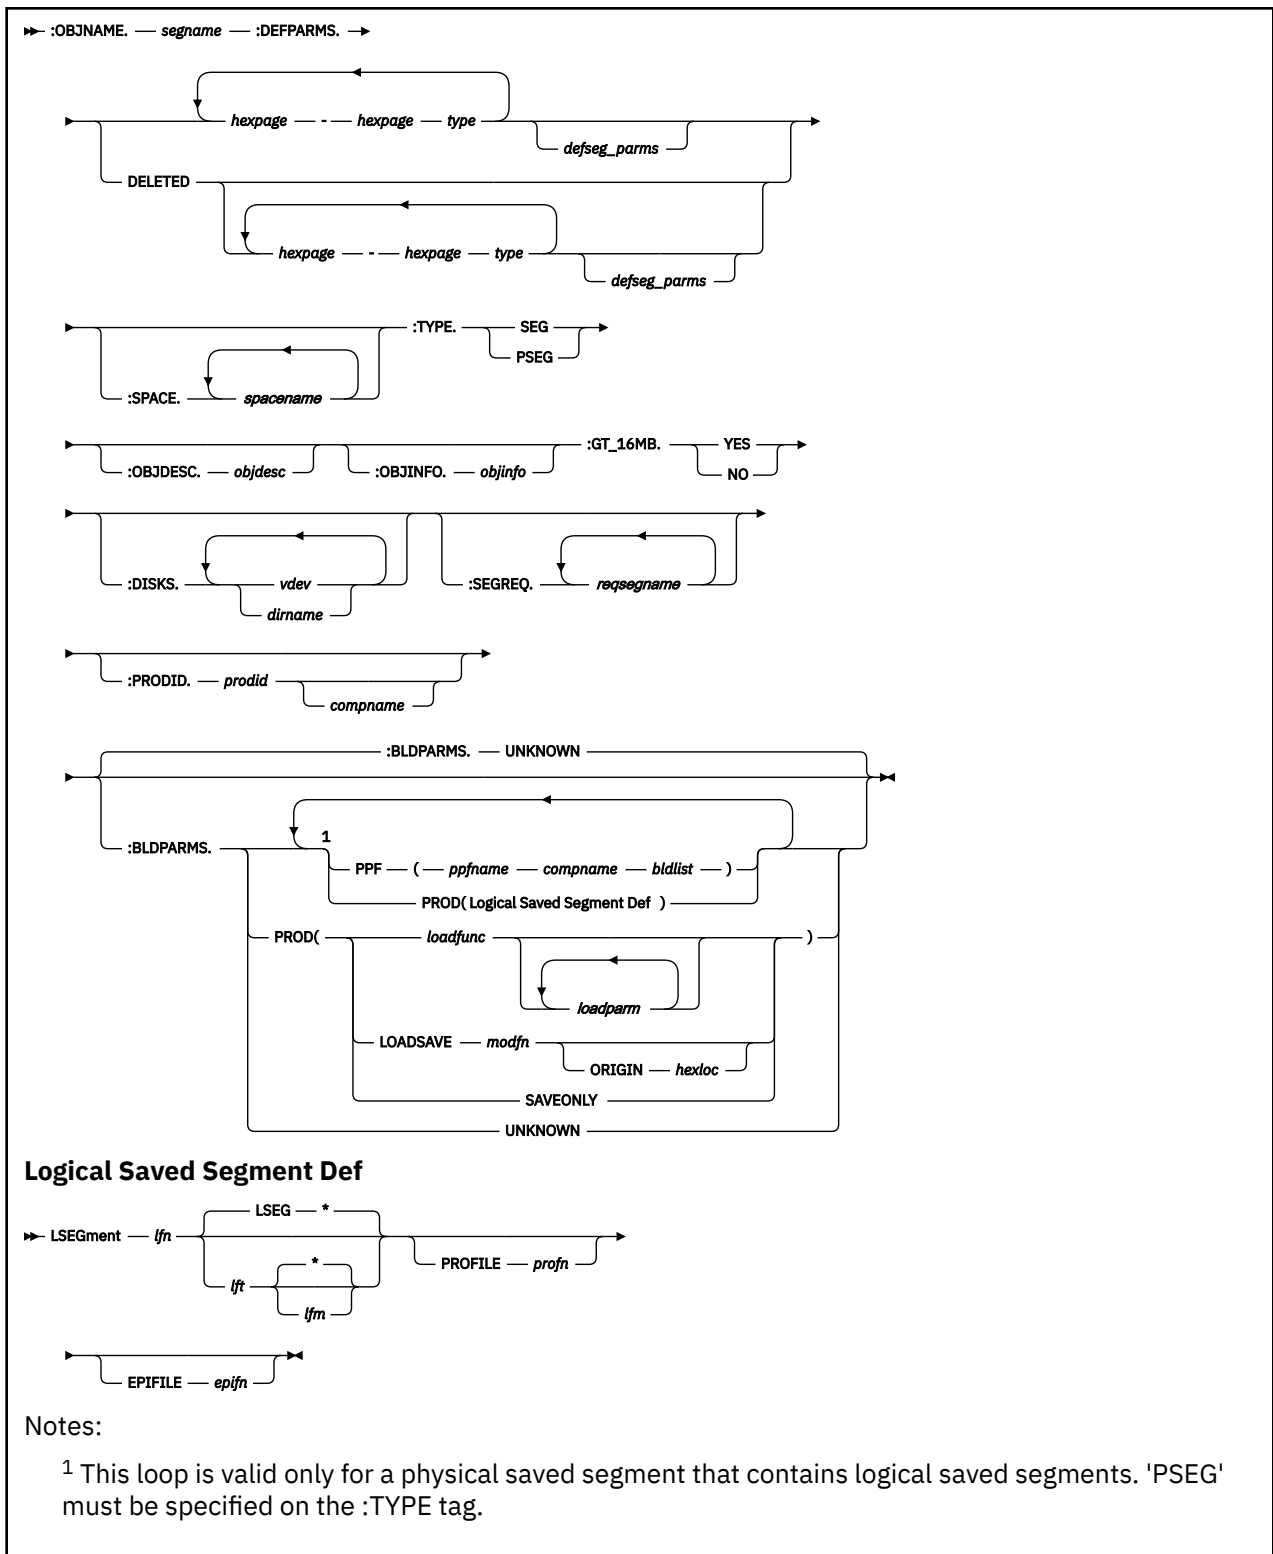 :OBJNAME. segname :DEFPARMS.
hexpage - hexpage type
defseg_parms
DELETED
hexpage - hexpage type
defseg_parms
:TYPE. SEG
PSEG
:SPACE. spacename
:GT_16MB. YES
:OBJDESC. objdesc :OBJINFO. objinfo NO
:DISKS. vdev :SEGREQ. reqsegname
dirname
:PRODID. prodid
compname
:BLDPARMS. UNKNOWN
1
:BLDPARMS.
PPF ( ppfname compname bldlist )
PROD( Logical Saved Segment Def )
PROD( loadfunc )
loadparm
LOADSAVE modfn
ORIGIN hexloc
SAVEONLY
UNKNOWN
Logical Saved Segment Def
LSEG *
LSEGment lfn
* PROFILE profn
lft
lfm
EPIFILE epifn
Notes:
1 This loop is valid only for a physical saved segment that contains logical saved segments. 'PSEG'
must be specified on the :TYPE tag.